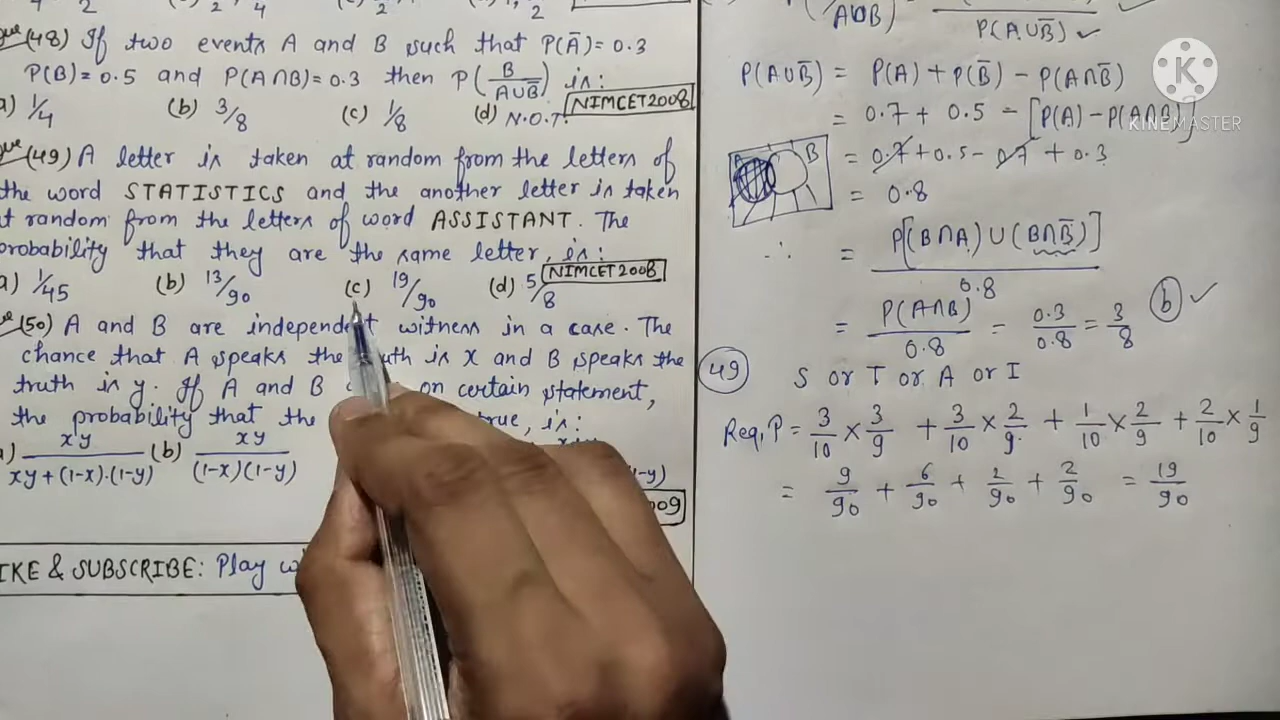 Que(48) If two events A and B such that P(Ā) = 0.3
P(B) = 0.5 and P(A∩B) = 0.3 then P(B/A∪B̄) is:
a) 1/4 (b) 3/8 (c) 1/8 (d) N.O.T. NIMCET2008
Que(49) A letter is taken at random from the letters of
the word STATISTICS and the another letter is taken
at random from the letters of word ASSISTANT. The
probability that they are the same letter, is:
a) 1/45 (b) 13/90 (c) 19/90 (d) 5/8 NIMCET2008
Que(50) A and B are independent witness in a case. The
chance that A speaks the truth is x and B speaks the
truth is y. If A and B on certain statement,
the probability that the true, is:
a) xy/xy+(1-x).(1-y) (b) xy/(1-x)(1-y) -y)
009
IKE & SUBSCRIBE: Play w
A∪B) P(A∪B̄) ✓
P(A∪B̄) = P(A) + P(B̄) - P(A∩B̄)
= 0.7 + 0.5 - [P(A) - P(A∩B)]
A B = 0.7 + 0.5 - 0.7 + 0.3
= 0.8
∴ = P[(B∩A) ∪ (B∩B̄)]/0.8
= P(A∩B)/0.8 = 0.3/0.8 = 3/8 (b) ✓
49 S or T or A or I
Req. P = 3/10 × 3/9 + 3/10 × 2/9 + 1/10 × 2/9 + 2/10 × 1/9
= 9/90 + 6/90 + 2/90 + 2/90 = 19/90
K
KINEMASTER